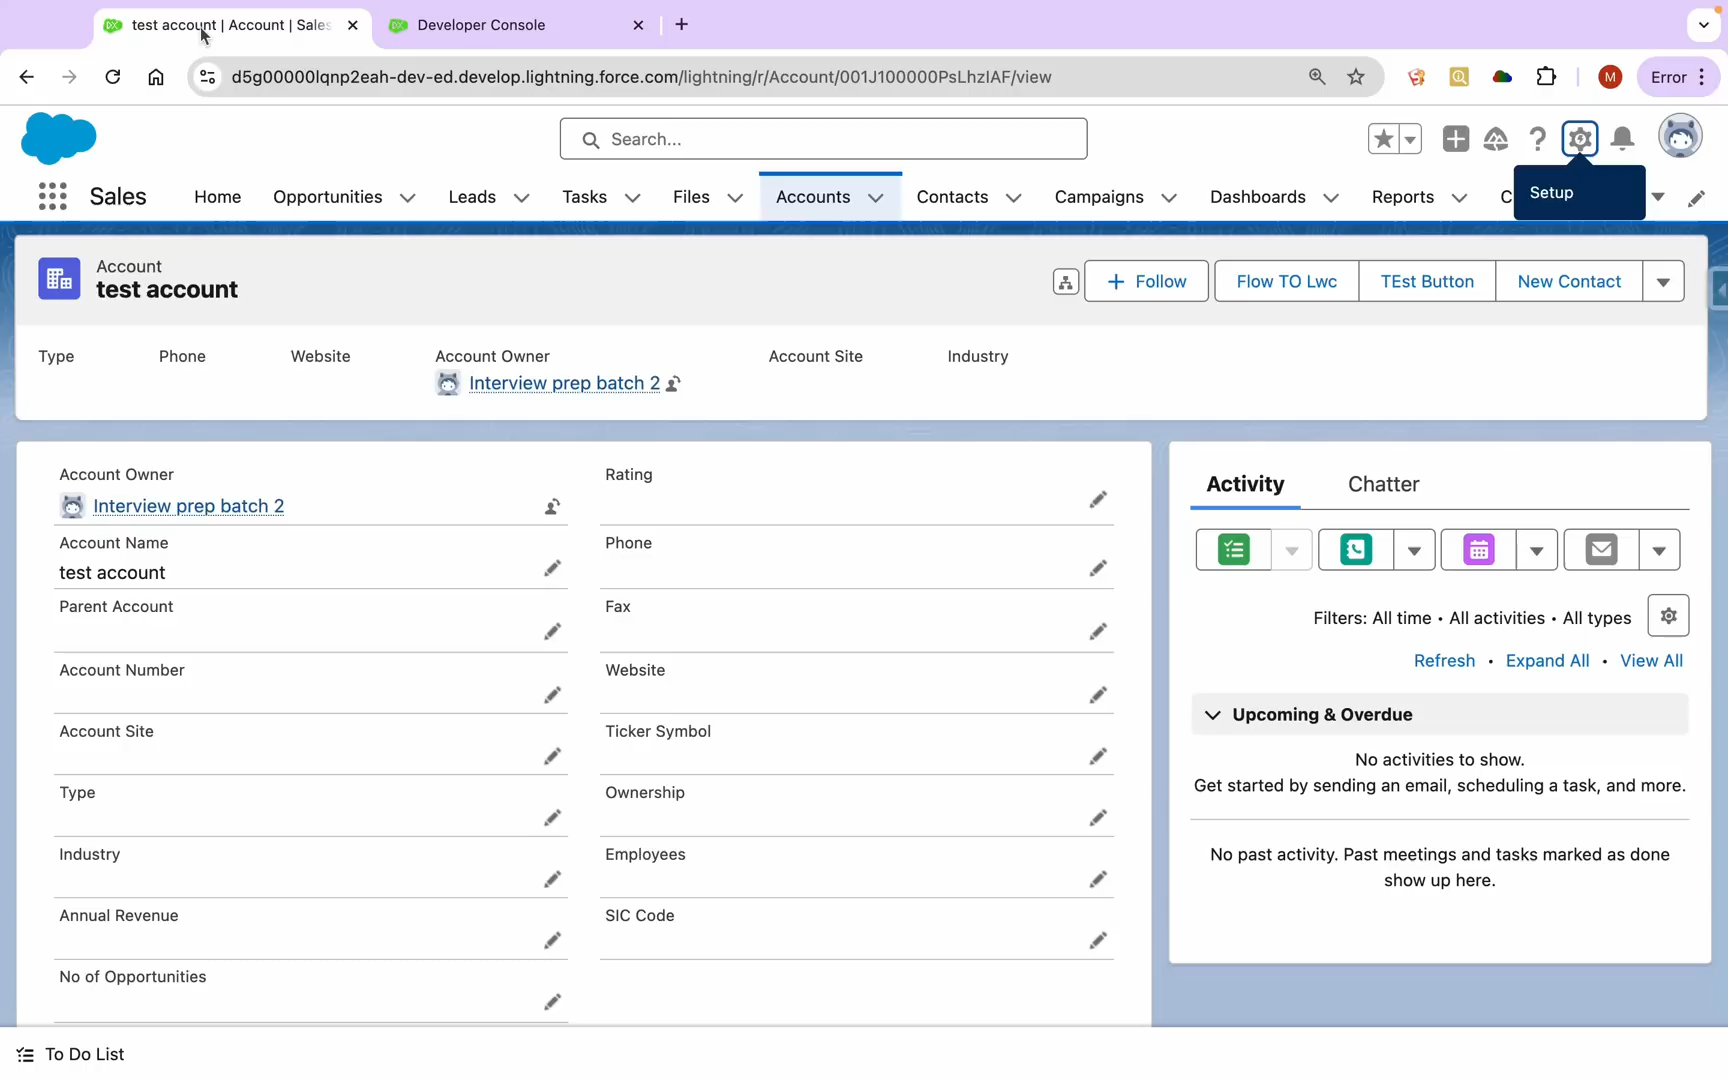 test account | Account | Sales
Developer Console
d5g00000lqnp2eah-dev-ed.develop.lightning.force.com/lightning/r/Account/001J100000PsLhzIAF/view
M
Error
Search...
Setup
Sales
Home
Opportunities
Leads
Tasks
Files
Accounts
Contacts
Campaigns
Dashboards
Reports
C
Account
test account
Follow
Flow TO Lwc
TEst Button
New Contact
Type
Phone
Website
Account Owner
Account Site
Industry
Interview prep batch 2
Account Owner
Interview prep batch 2
Account Name
test account
Parent Account
Account Number
Account Site
Type
Industry
Annual Revenue
No of Opportunities
Rating
Phone
Fax
Website
Ticker Symbol
Ownership
Employees
SIC Code
Activity
Chatter
Filters: All time • All activities • All types
Refresh • Expand All • View All
Upcoming & Overdue
No activities to show.
Get started by sending an email, scheduling a task, and more.
No past activity. Past meetings and tasks marked as done
show up here.
To Do List